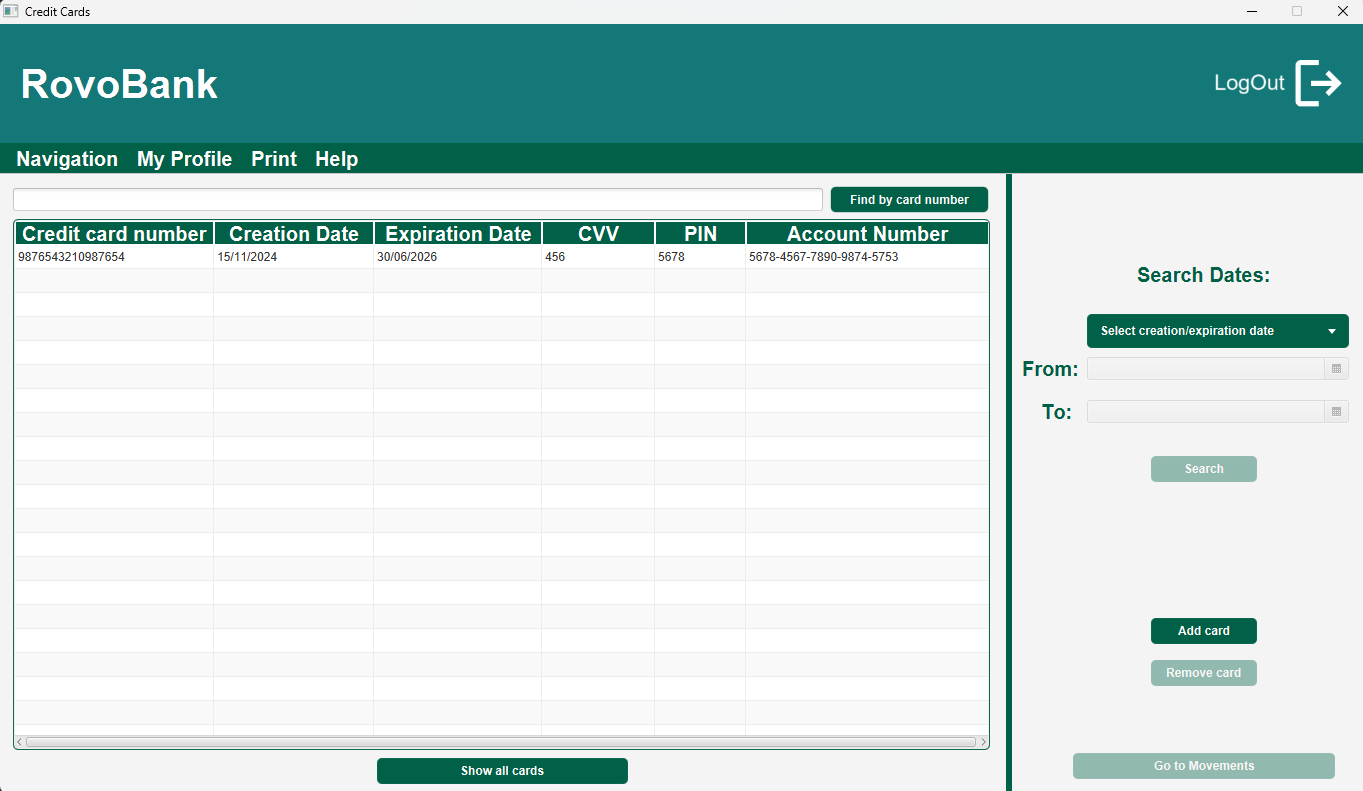 Credit Cards
RovoBank
LogOut
Navigation My Profile Print Help
Find by card number
Credit card number Creation Date Expiration Date CVV PIN Account Number
9876543210987654 15/11/2024 30/06/2026 456 5678 5678-4567-7890-9874-5753
Show all cards
Search Dates:
Select creation/expiration date
From:
To:
Search
Add card
Remove card
Go to Movements